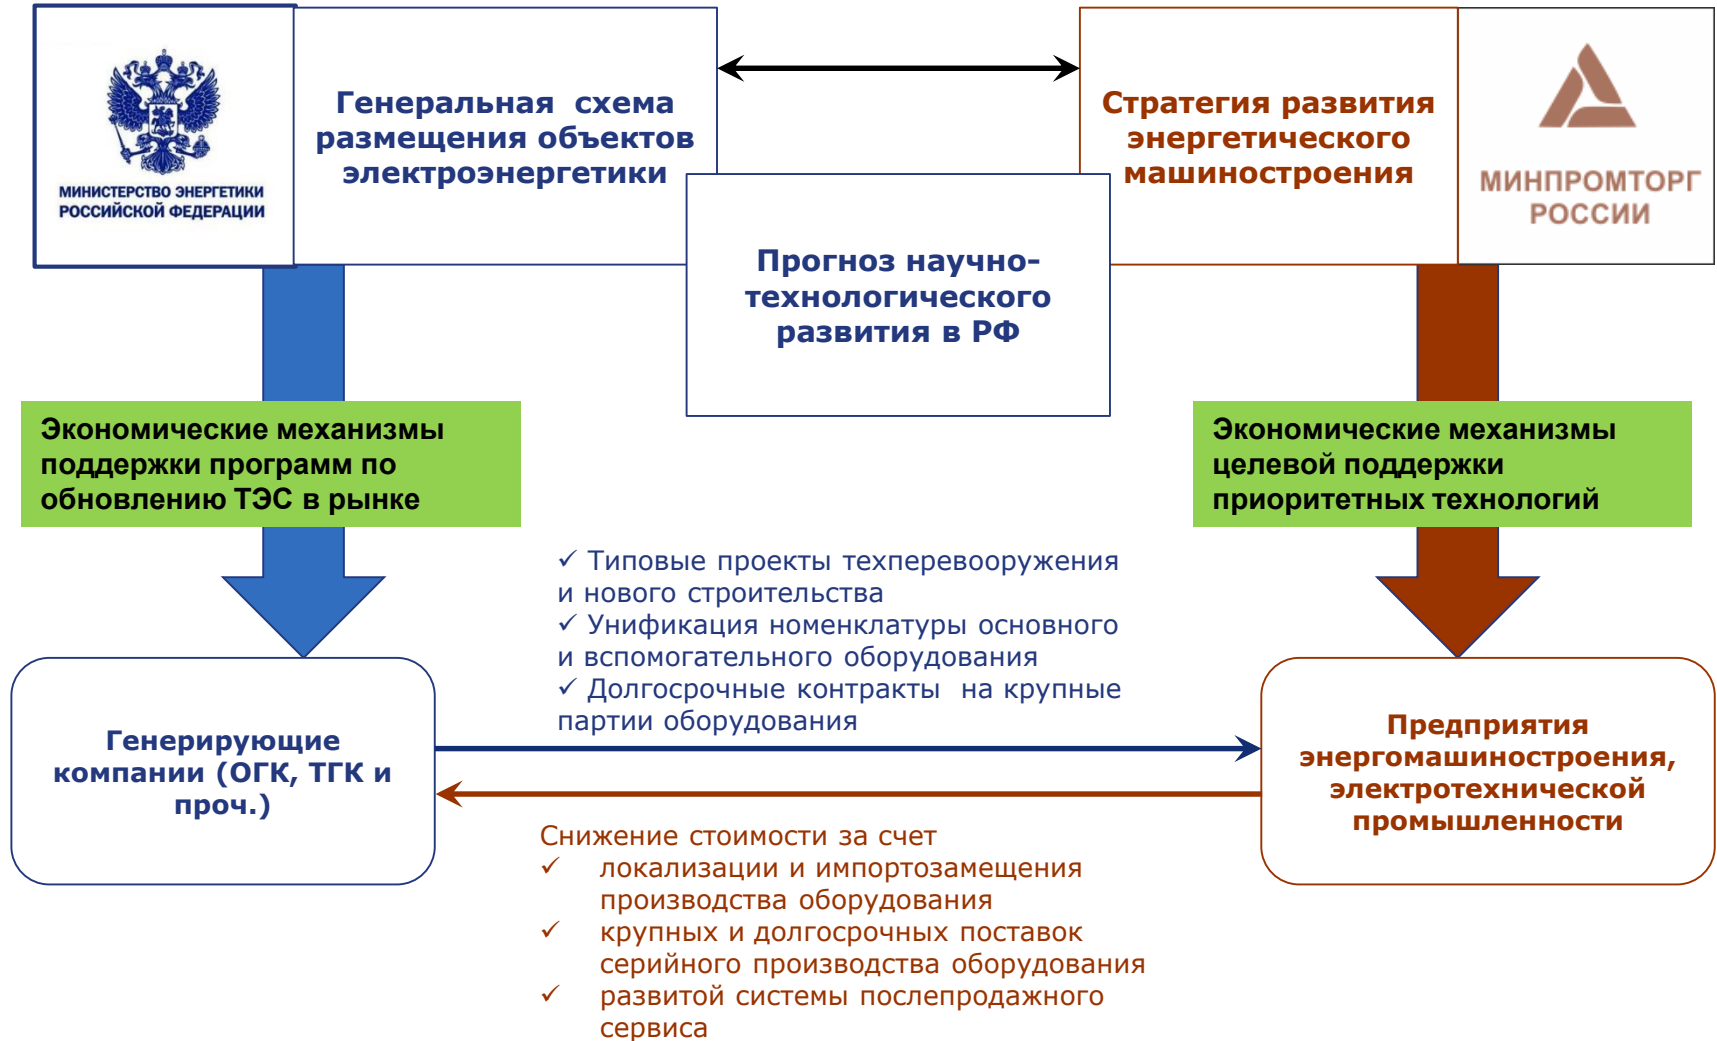 МИНИСТЕРСТВО ЭНЕРГЕТИКИ
РОССИЙСКОЙ ФЕДЕРАЦИИ
Генеральная схема
размещения объектов
электроэнергетики
Стратегия развития
энергетического
машиностроения
МИНПРОМТОРГ
РОССИИ
Прогноз научно-
технологического
развития в РФ
Экономические механизмы
поддержки программ по
обновлению ТЭС в рынке
Экономические механизмы
целевой поддержки
приоритетных технологий
✓ Типовые проекты техперевооружения
и нового строительства
✓ Унификация номенклатуры основного
и вспомогательного оборудования
✓ Долгосрочные контракты на крупные
партии оборудования
Генерирующие
компании (ОГК, ТГК и
проч.)
Предприятия
энергомашиностроения,
электротехнической
промышленности
Снижение стоимости за счет
✓ локализации и импортозамещения
производства оборудования
✓ крупных и долгосрочных поставок
серийного производства оборудования
✓ развитой системы послепродажного
сервиса